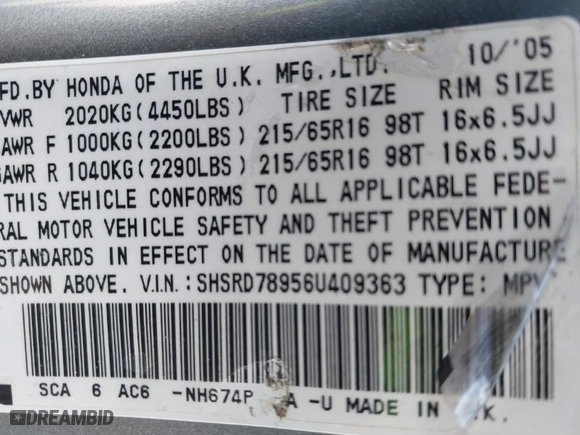 FD.BY HONDA OF THE U.K. MFG.,LTD. 10/'05
VWR 2020KG(4450LBS) TIRE SIZE RIM SIZE
AWR F 1000KG(2200LBS) 215/65R16 98T 16x6.5JJ
GAWR R 1040KG(2290LBS) 215/65R16 98T 16x6.5JJ
THIS VEHICLE CONFORMS TO ALL APPLICABLE FEDE-
RAL MOTOR VEHICLE SAFETY AND THEFT PREVENTION
STANDARDS IN EFFECT ON THE DATE OF MANUFACTURE
SHOWN ABOVE. V.I.N.:SHSRD78956U409363 TYPE: MPV
SCA 6 AC6 -NH674P A -U MADE IN K.
DREAMBID